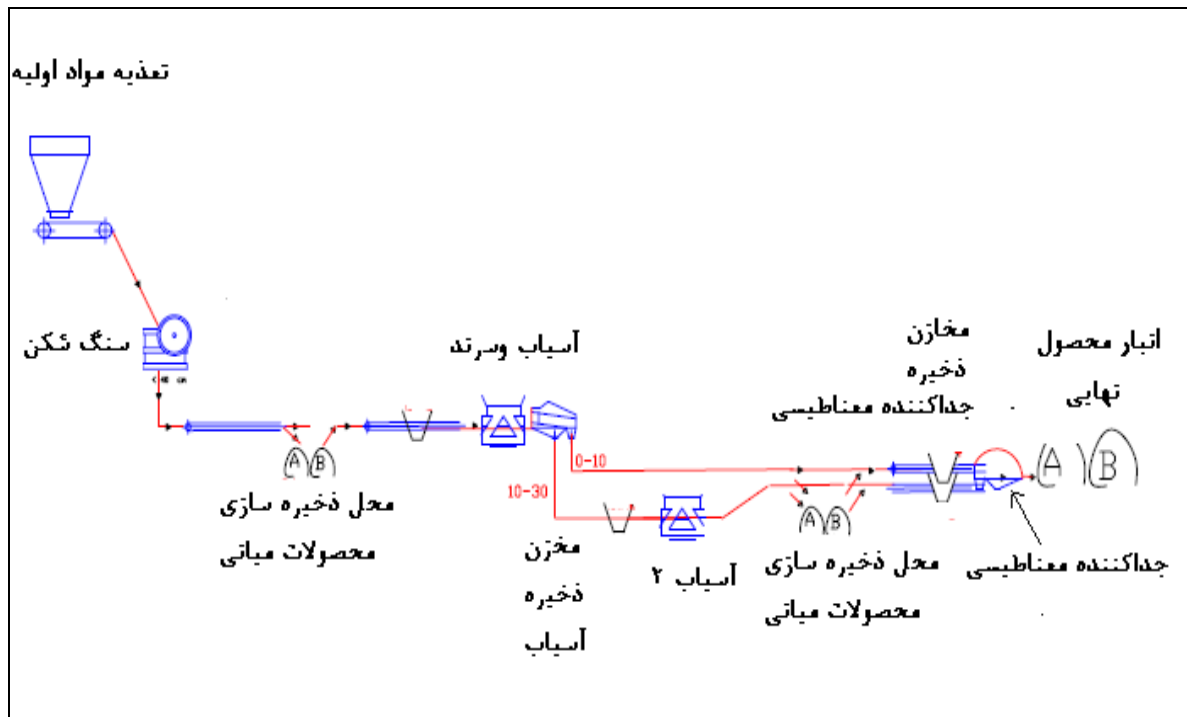 تغذیه مواد اولیه
سنگ شکن
A B
محل ذخیره سازی
محصولات میانی
آسیاب وسرند
0-10
10-30
مخزن
ذخیره
آسیاب
آسیاب ۲
A B
محل ذخیره سازی
محصولات میانی
مخازن
ذخیره
جداکننده مغناطیسی
جداکننده مغناطیسی
انبار محصول
نهایی
A B